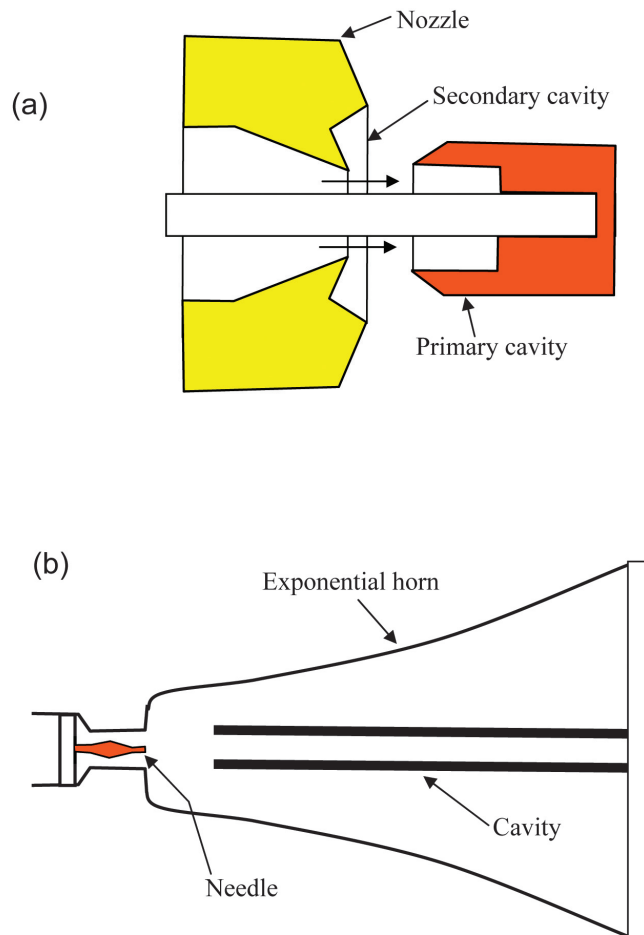 Nozzle
(a)
Secondary cavity
Primary cavity
(b)
Exponential horn
Cavity
Needle